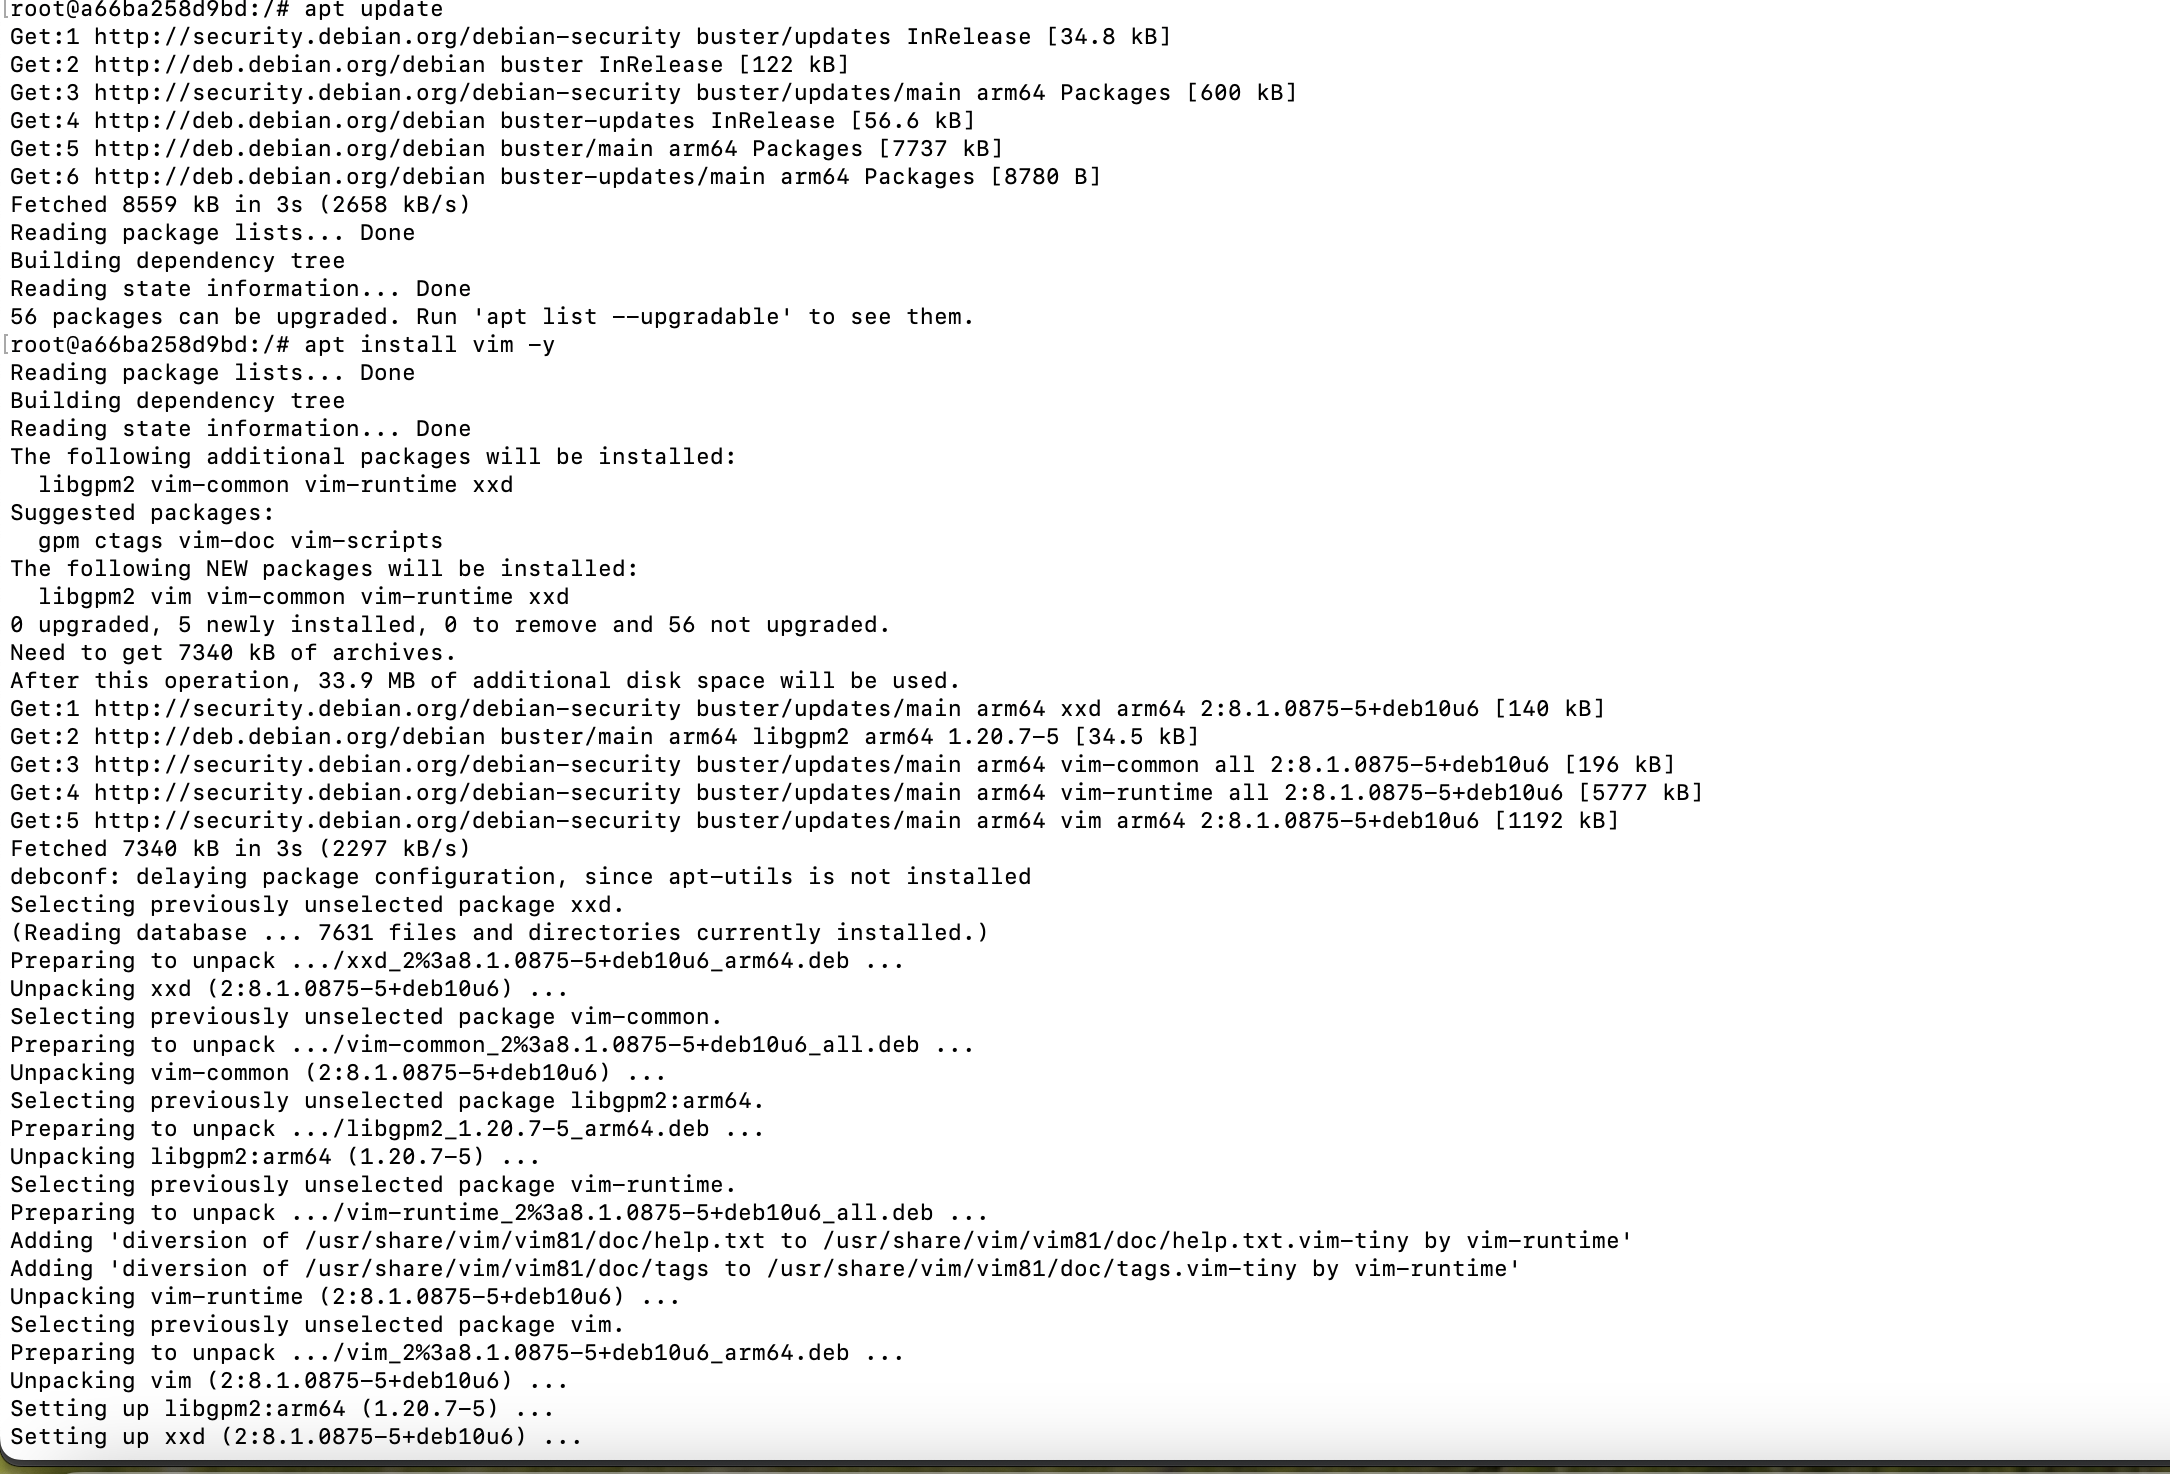 root@a66ba258d9bd:/# apt update
Get:1 http://security.debian.org/debian-security buster/updates InRelease [34.8 kB]
Get:2 http://deb.debian.org/debian buster InRelease [122 kB]
Get:3 http://security.debian.org/debian-security buster/updates/main arm64 Packages [600 kB]
Get:4 http://deb.debian.org/debian buster-updates InRelease [56.6 kB]
Get:5 http://deb.debian.org/debian buster/main arm64 Packages [7737 kB]
Get:6 http://deb.debian.org/debian buster-updates/main arm64 Packages [8780 B]
Fetched 8559 kB in 3s (2658 kB/s)
Reading package lists... Done
Building dependency tree
Reading state information... Done
56 packages can be upgraded. Run 'apt list --upgradable' to see them.
[root@a66ba258d9bd:/# apt install vim -y
Reading package lists... Done
Building dependency tree
Reading state information... Done
The following additional packages will be installed:
  libgpm2 vim-common vim-runtime xxd
Suggested packages:
  gpm ctags vim-doc vim-scripts
The following NEW packages will be installed:
  libgpm2 vim vim-common vim-runtime xxd
0 upgraded, 5 newly installed, 0 to remove and 56 not upgraded.
Need to get 7340 kB of archives.
After this operation, 33.9 MB of additional disk space will be used.
Get:1 http://security.debian.org/debian-security buster/updates/main arm64 xxd arm64 2:8.1.0875-5+deb10u6 [140 kB]
Get:2 http://deb.debian.org/debian buster/main arm64 libgpm2 arm64 1.20.7-5 [34.5 kB]
Get:3 http://security.debian.org/debian-security buster/updates/main arm64 vim-common all 2:8.1.0875-5+deb10u6 [196 kB]
Get:4 http://security.debian.org/debian-security buster/updates/main arm64 vim-runtime all 2:8.1.0875-5+deb10u6 [5777 kB]
Get:5 http://security.debian.org/debian-security buster/updates/main arm64 vim arm64 2:8.1.0875-5+deb10u6 [1192 kB]
Fetched 7340 kB in 3s (2297 kB/s)
debconf: delaying package configuration, since apt-utils is not installed
Selecting previously unselected package xxd.
(Reading database ... 7631 files and directories currently installed.)
Preparing to unpack .../xxd_2%3a8.1.0875-5+deb10u6_arm64.deb ...
Unpacking xxd (2:8.1.0875-5+deb10u6) ...
Selecting previously unselected package vim-common.
Preparing to unpack .../vim-common_2%3a8.1.0875-5+deb10u6_all.deb ...
Unpacking vim-common (2:8.1.0875-5+deb10u6) ...
Selecting previously unselected package libgpm2:arm64.
Preparing to unpack .../libgpm2_1.20.7-5_arm64.deb ...
Unpacking libgpm2:arm64 (1.20.7-5) ...
Selecting previously unselected package vim-runtime.
Preparing to unpack .../vim-runtime_2%3a8.1.0875-5+deb10u6_all.deb ...
Adding 'diversion of /usr/share/vim/vim81/doc/help.txt to /usr/share/vim/vim81/doc/help.txt.vim-tiny by vim-runtime'
Adding 'diversion of /usr/share/vim/vim81/doc/tags to /usr/share/vim/vim81/doc/tags.vim-tiny by vim-runtime'
Unpacking vim-runtime (2:8.1.0875-5+deb10u6) ...
Selecting previously unselected package vim.
Preparing to unpack .../vim_2%3a8.1.0875-5+deb10u6_arm64.deb ...
Unpacking vim (2:8.1.0875-5+deb10u6) ...
Setting up libgpm2:arm64 (1.20.7-5) ...
Setting up xxd (2:8.1.0875-5+deb10u6) ...